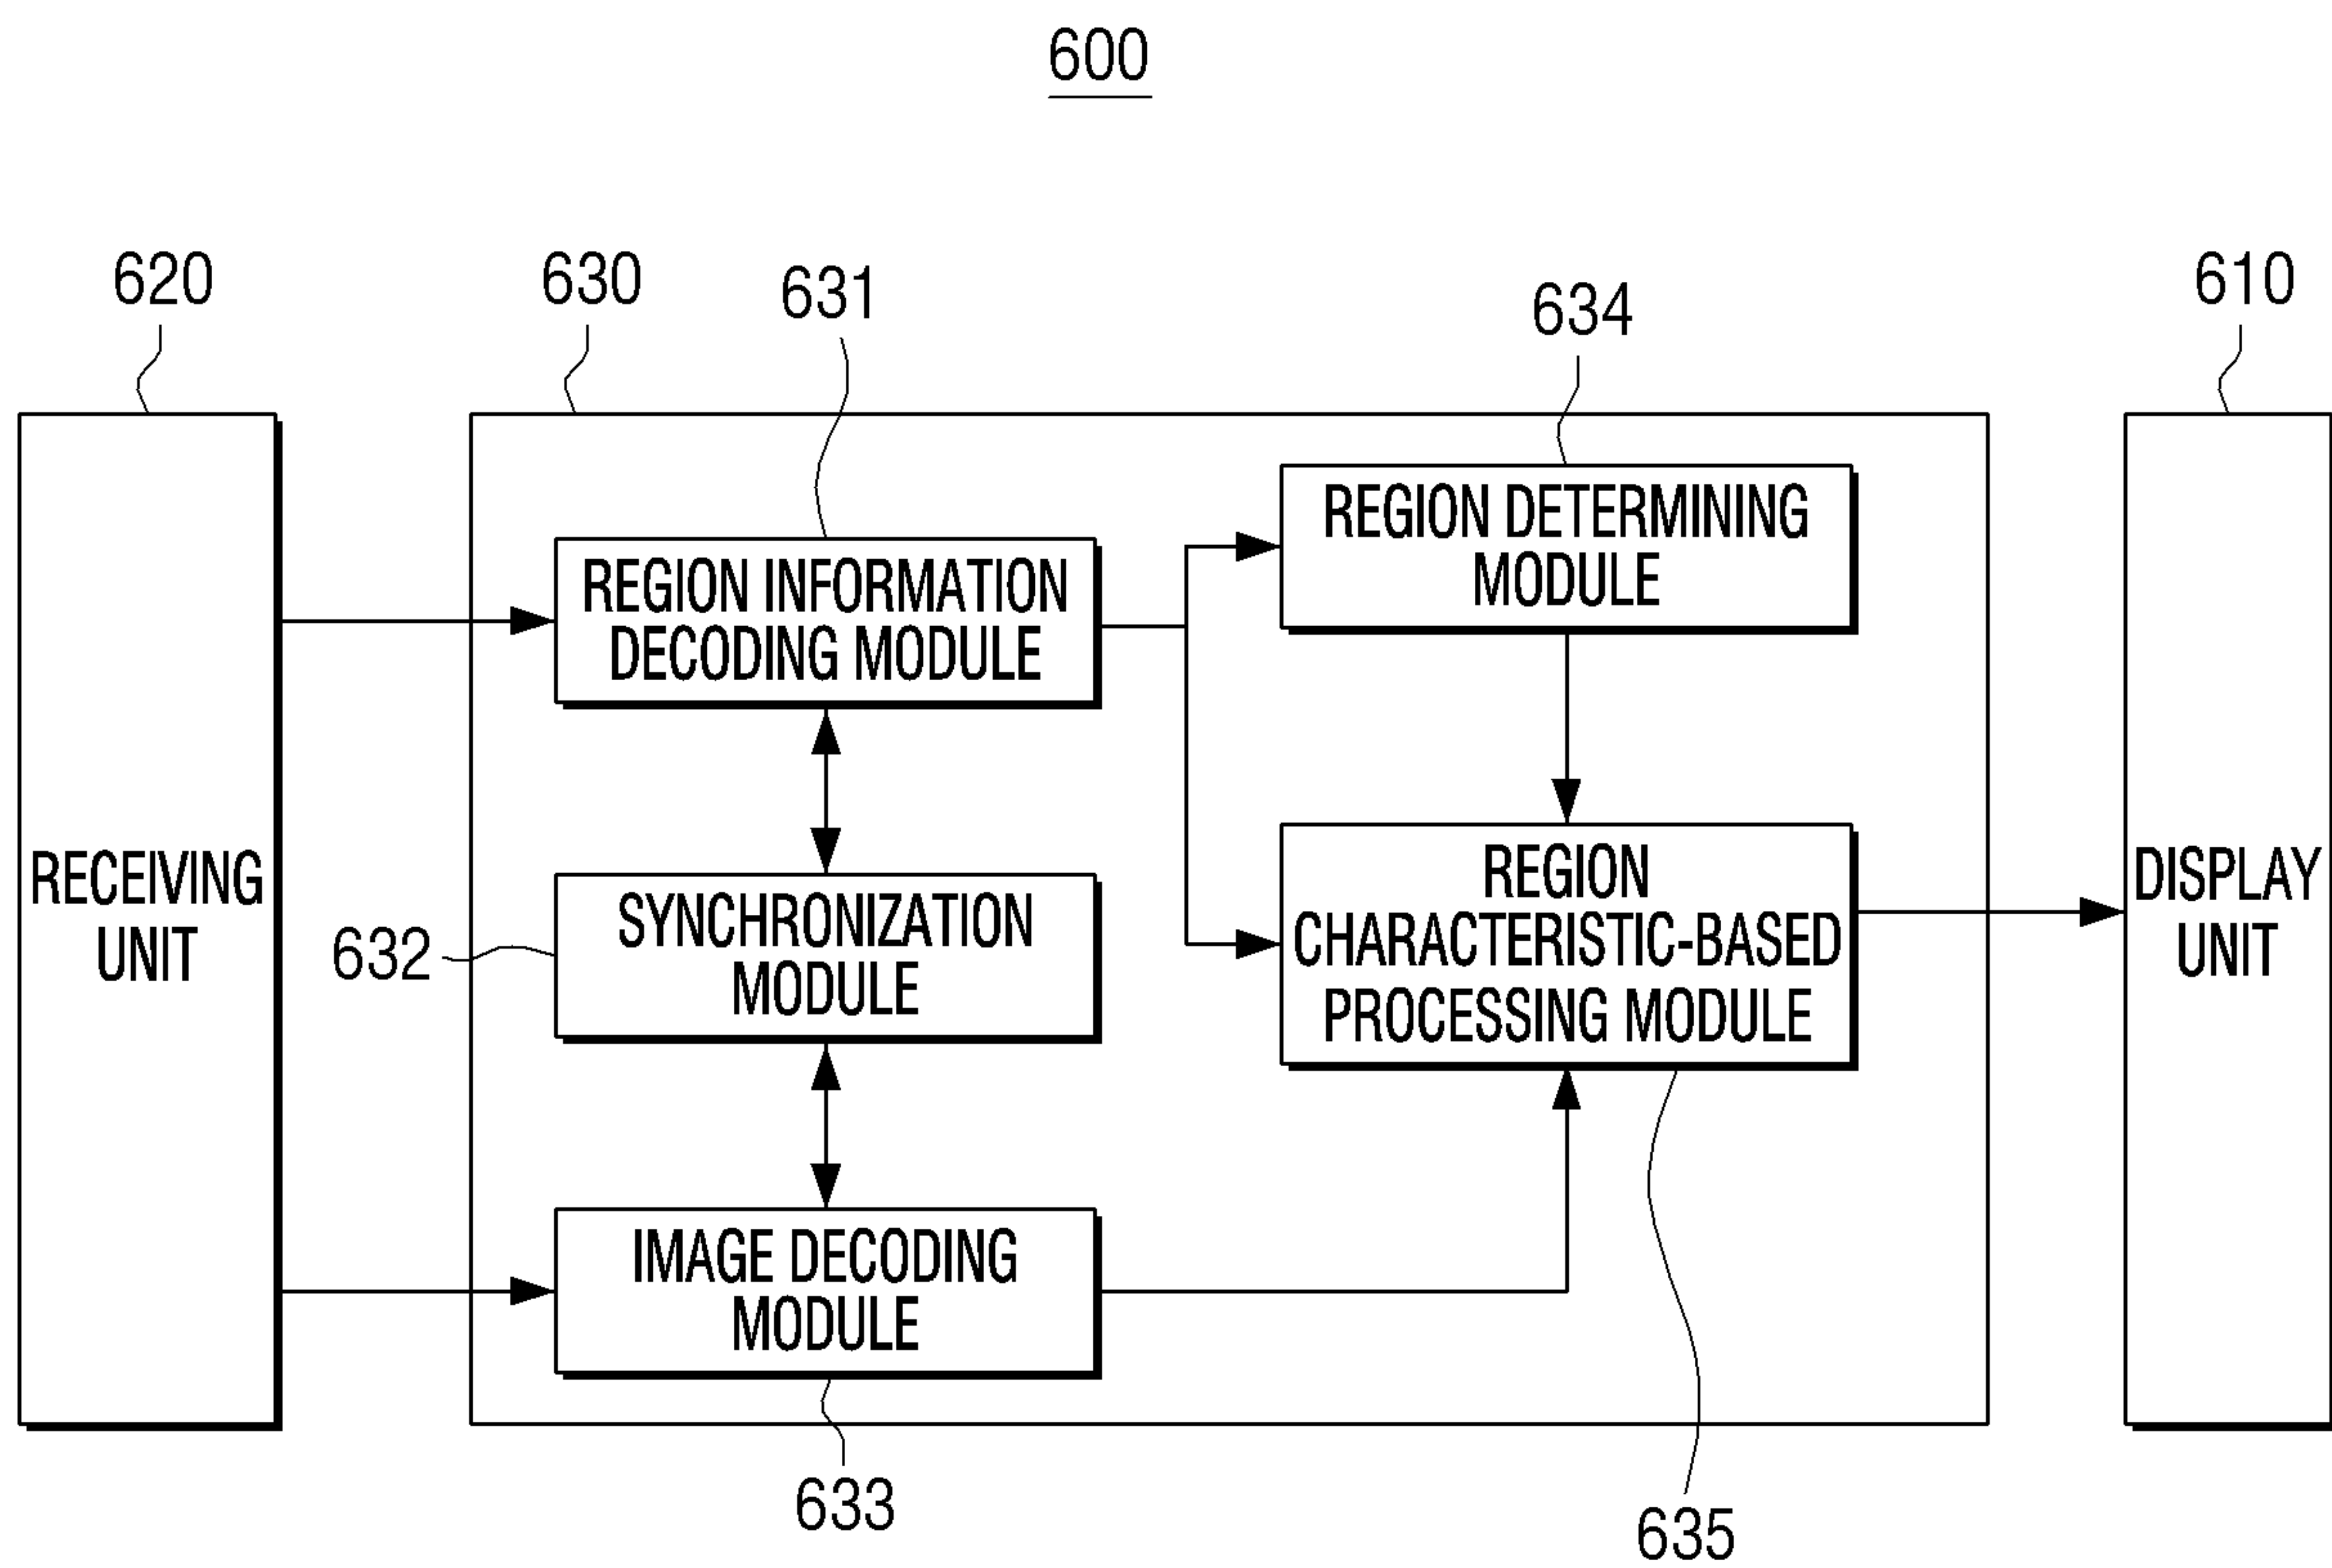 600
620
630
631
634
610
REGION DETERMINING
MODULE
REGION INFORMATION
DECODING MODULE
RECEIVING
UNIT
632
SYNCHRONIZATION
MODULE
REGION
CHARACTERISTIC-BASED
PROCESSING MODULE
DISPLAY
UNIT
IMAGE DECODING
MODULE
633
635